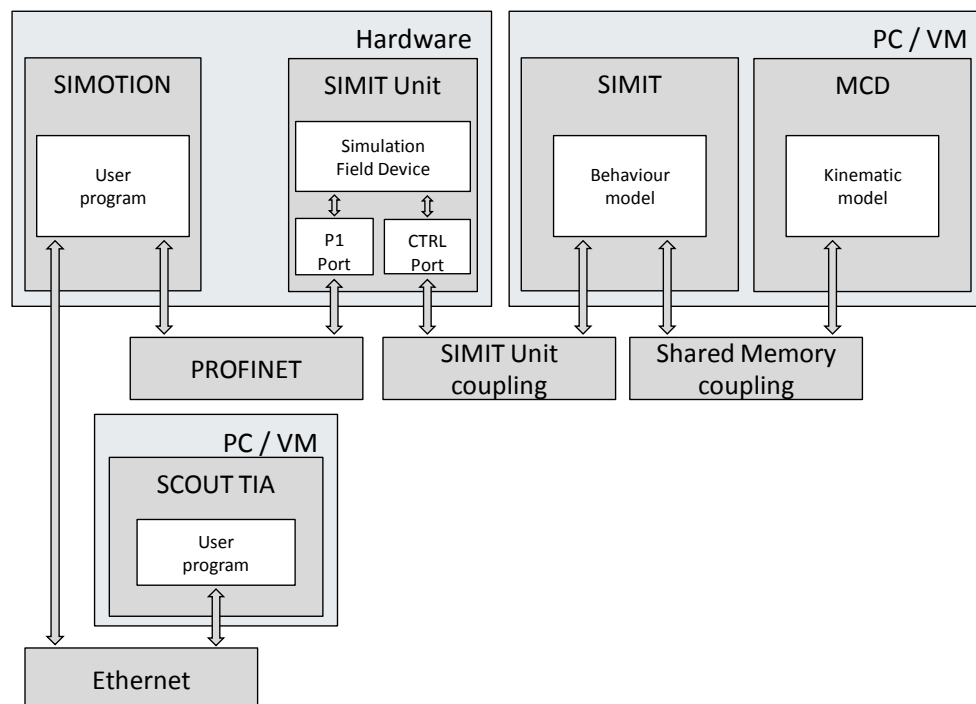 Hardware
SIMOTION
User
program
SIMIT Unit
Simulation
Field Device
P1
Port
CTRL
Port
PC / VM
SIMIT
Behaviour
model
MCD
Kinematic
model
PROFINET
SIMIT Unit
coupling
Shared Memory
coupling
PC / VM
SCOUT TIA
User
program
Ethernet